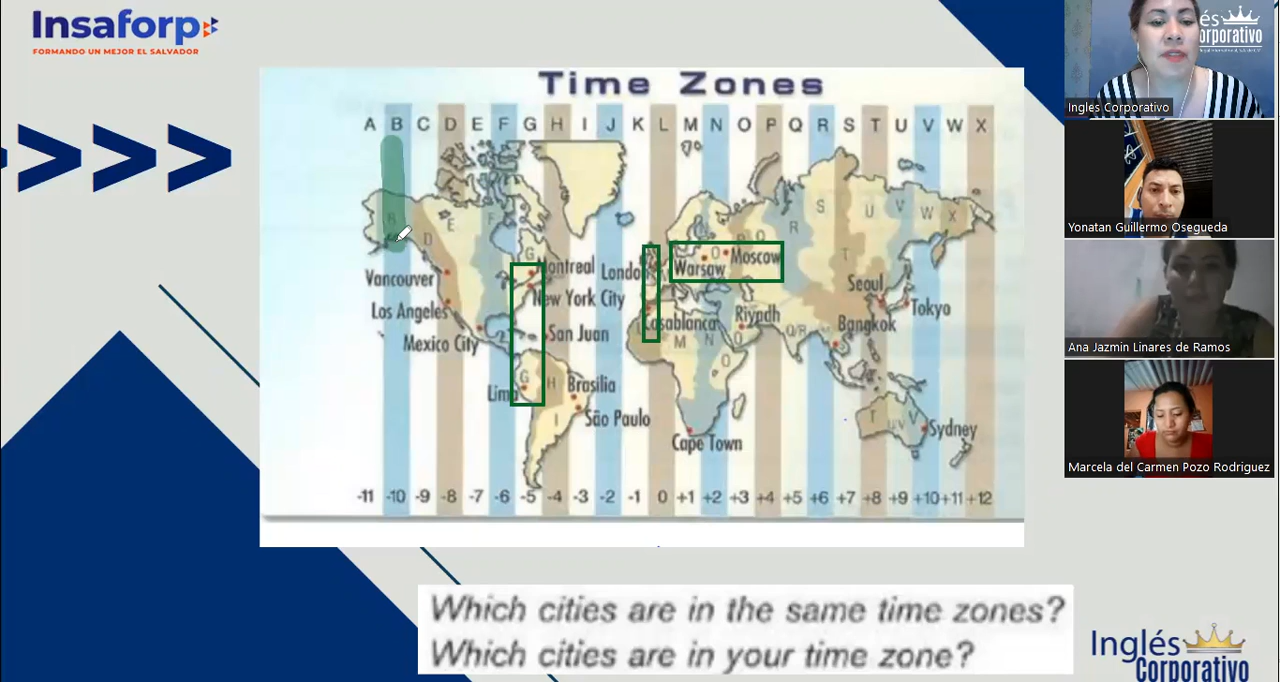 Insaforp
FORMANDO UN MEJOR EL SALVADOR
Time Zones
A B C D E F G H I J K L M N O P Q R S T U V W X
Vancouver
Los Angeles
Mexico City
Montreal
New York City
San Juan
Lima
Brasilia
São Paulo
Londo
Casablanca
Warsaw
Moscow
Riyadh
Cape Town
Seoul
Tokyo
Bangkok
Sydney
-11 -10 -9 -8 -7 -6 -5 -4 -3 -2 -1 0 +1 +2 +3 +4 +5 +6 +7 +8 +9 +10 +11 +12
Which cities are in the same time zones?
Which cities are in your time zone?
Inglés
Corporativo
és
orporativo
Ingles Corporativo
Yonatan Guillermo Osegueda
Ana Jazmin Linares de Ramos
Marcela del Carmen Pozo Rodriguez